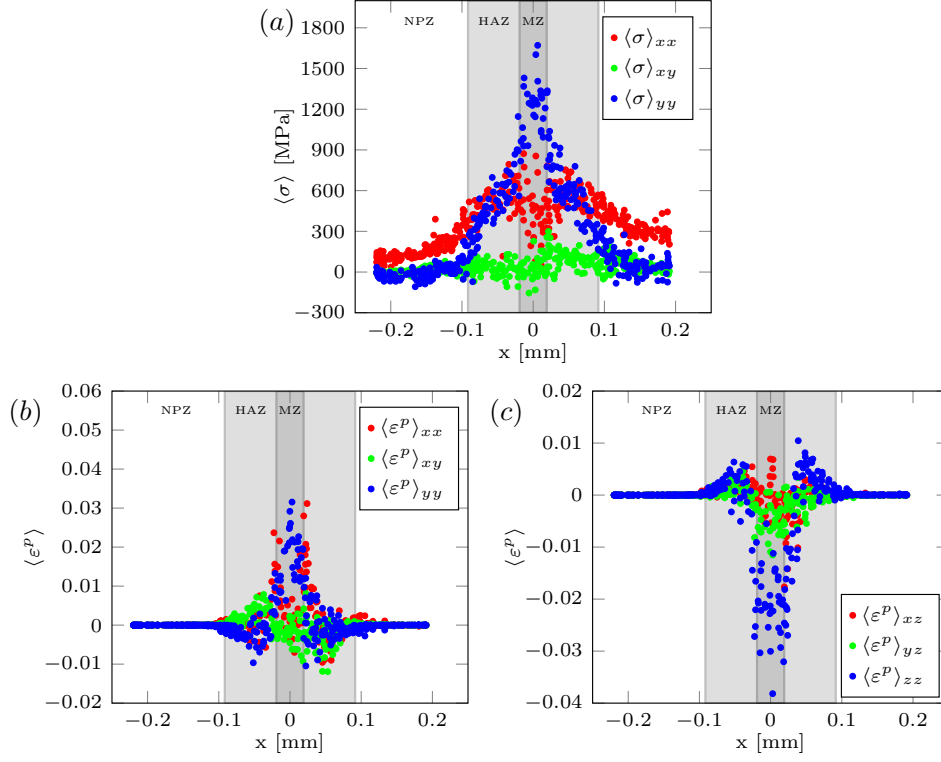 (a)
NPZ HAZ MZ
1800
1500
1200
900
600
300
0
−300
⟨σ⟩ [MPa]
⟨σ⟩xx
⟨σ⟩xy
⟨σ⟩yy
−0.2 −0.1 0 0.1 0.2
x [mm]
(b)
NPZ HAZ MZ
0.06
0.05
0.04
0.03
0.02
0.01
0
−0.01
−0.02
⟨εᵖ⟩
⟨εᵖ⟩xx
⟨εᵖ⟩xy
⟨εᵖ⟩yy
−0.2 −0.1 0 0.1 0.2
x [mm]
(c)
NPZ HAZ MZ
0.02
0.01
0
−0.01
−0.02
−0.03
−0.04
⟨εᵖ⟩
⟨εᵖ⟩xz
⟨εᵖ⟩yz
⟨εᵖ⟩zz
−0.2 −0.1 0 0.1 0.2
x [mm]